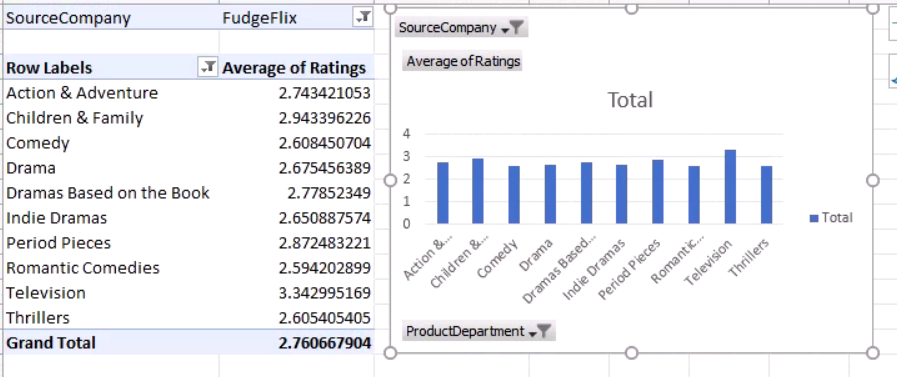 SourceCompany FudgeFlix
Row Labels Average of Ratings
Action & Adventure 2.743421053
Children & Family 2.943396226
Comedy 2.608450704
Drama 2.675456389
Dramas Based on the Book 2.77852349
Indie Dramas 2.650887574
Period Pieces 2.872483221
Romantic Comedies 2.594202899
Television 3.342995169
Thrillers 2.605405405
Grand Total 2.760667904
SourceCompany
Average of Ratings
Total
4
3
2
1
0
Action &...
Children &...
Comedy
Drama
Dramas Based...
Indie Dramas
Period Pieces
Romantic...
Television
Thrillers
Total
ProductDepartment